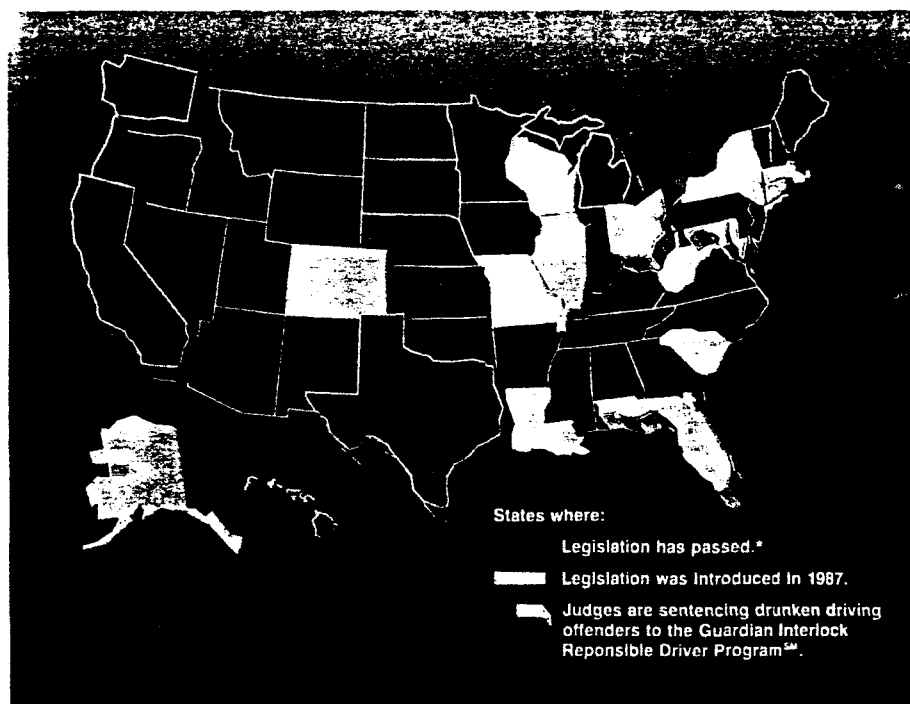 States where:
Legislation has passed.*
Legislation was Introduced in 1987.
Judges are sentencing drunken driving
offenders to the Guardian Interlock
Reponsible Driver Program℠.